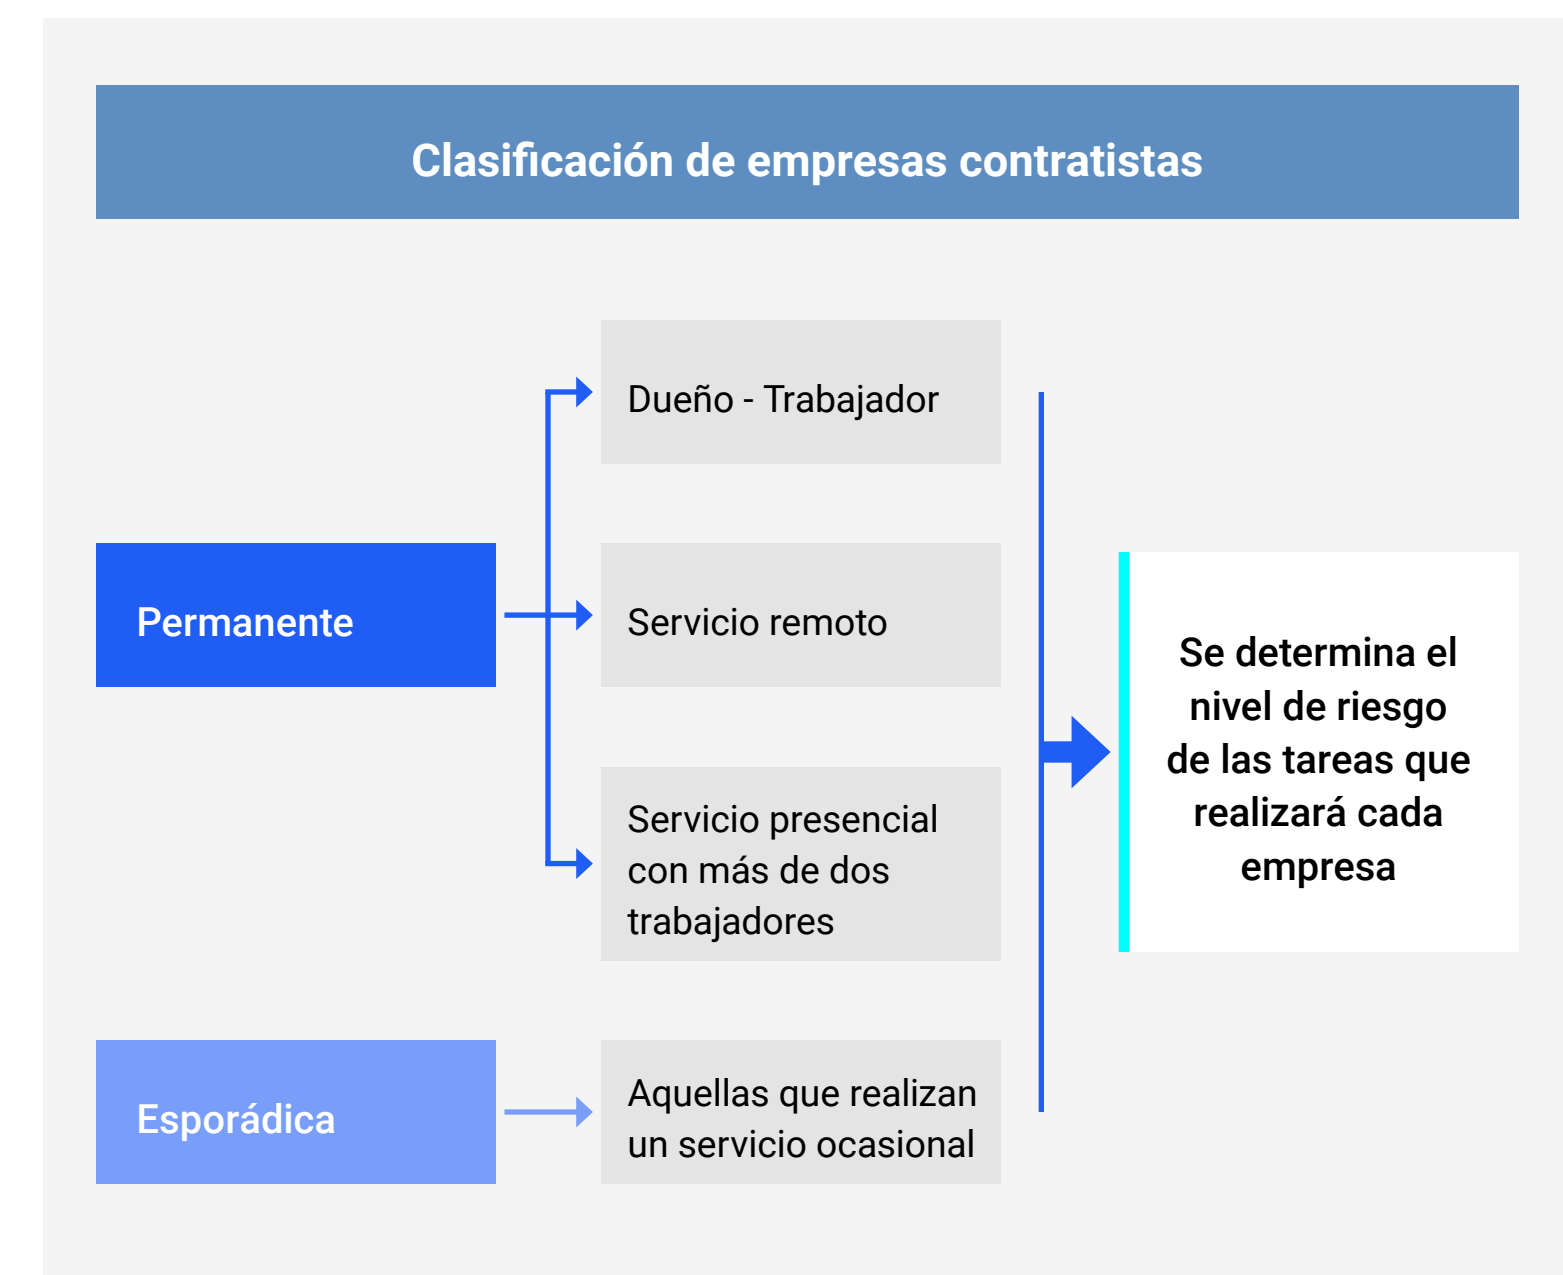 Clasificación de empresas contratistas
Permanente
Dueño - Trabajador
Servicio remoto
Servicio presencial
con más de dos
trabajadores
Esporádica
Aquellas que realizan
un servicio ocasional
Se determina el
nivel de riesgo
de las tareas que
realizará cada
empresa